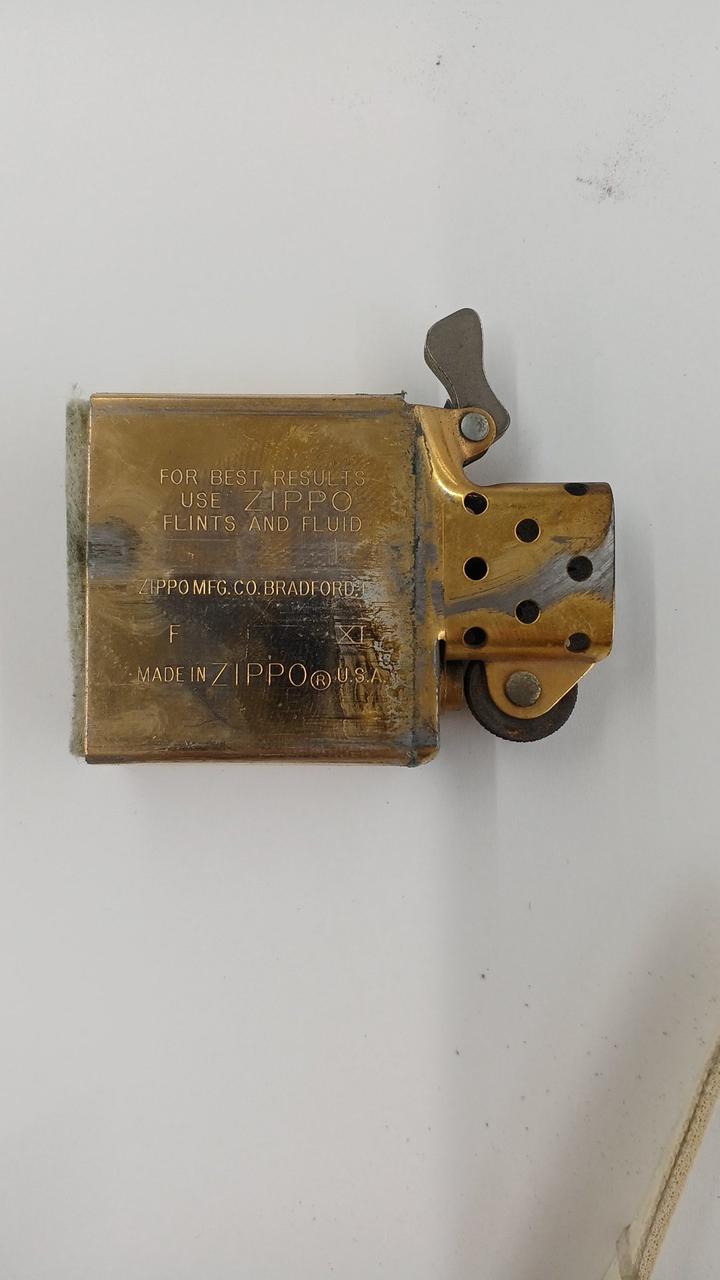 FOR BEST RESULTS
USE ZIPPO
FLINTS AND FLUID
ZIPPO MFG. CO. BRADFORD,
F XI
MADE IN ZIPPO® U.S.A.